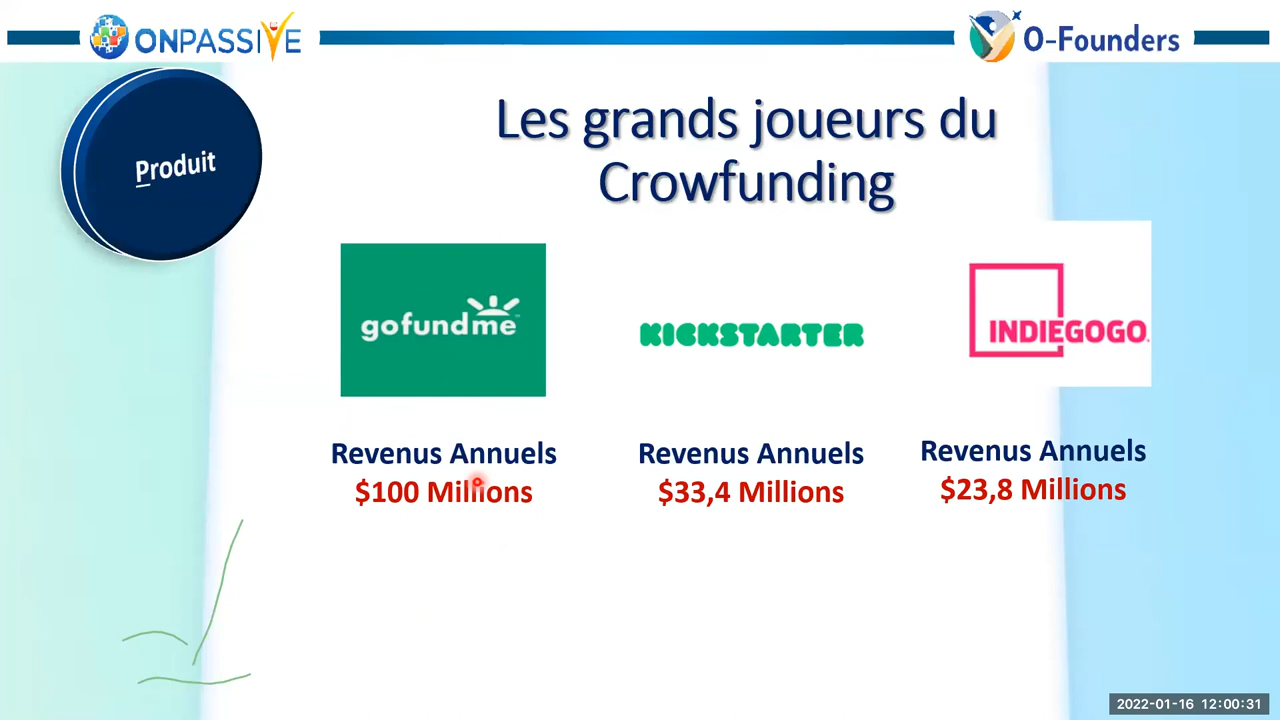 ONPASSIVE
O-Founders
Produit
Les grands joueurs du
Crowfunding
gofundme
KICKSTARTER
INDIEGOGO
Revenus Annuels
$100 Millions
Revenus Annuels
$33,4 Millions
Revenus Annuels
$23,8 Millions
2022-01-16 12:00:31